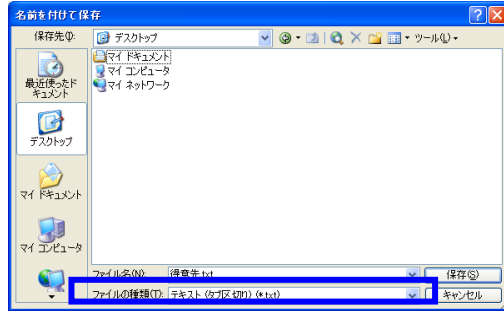 名前を付けて保存
保存先(I):
デスクトップ
ツール(L)
マイ ドキュメント
マイ コンピュータ
マイ ネットワーク
最近使ったド
キュメント
デスクトップ
マイ ドキュメント
マイ コンピュータ
ファイル名(N):
得意先.txt
保存(S)
ファイルの種類(T):
テキスト (タブ区切り) (*.txt)
キャンセル